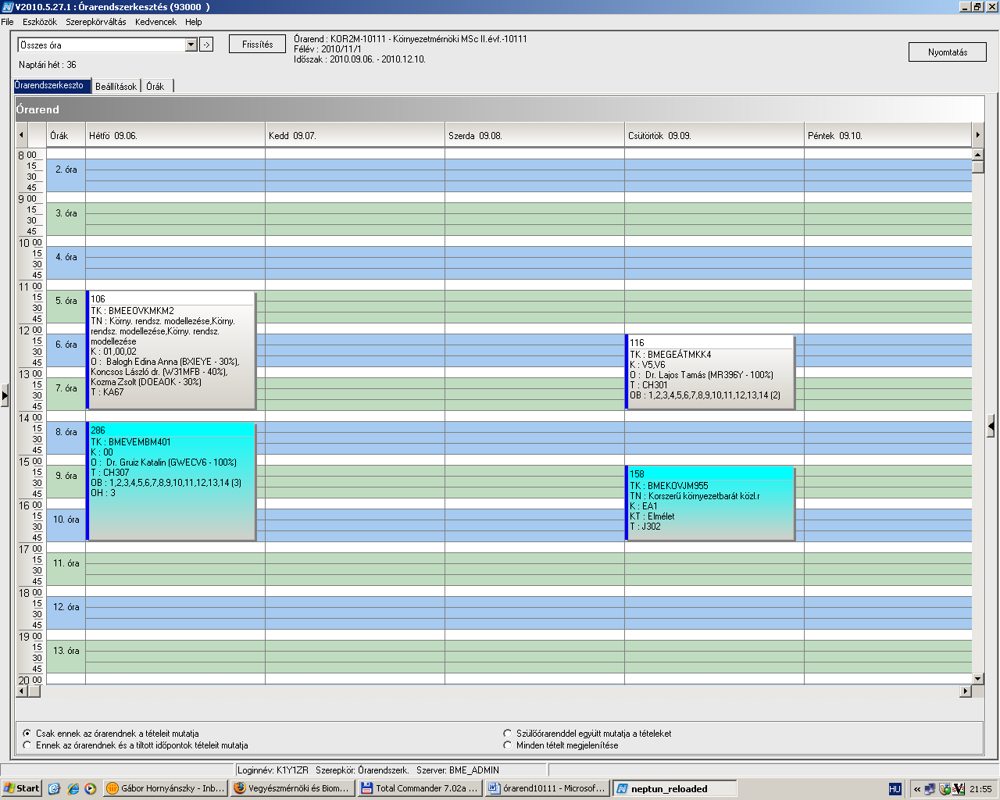 V2010.5.27.1 : Órarendszerkesztés (93000 )
File Eszközök Szerepkörváltás Kedvencek Help
Összes óra
->
Frissítés
Órarend : KOR2M-10111 - Környezetmérnöki MSc II.évf.-10111
Félév : 2010/11/1
Időszak : 2010.09.06. - 2010.12.10.
Nyomtatás
Naptári hét : 36
Órarendszerkeszto Beállítások Órák
Órarend
Órák Hétfő 09.06. Kedd 09.07. Szerda 09.08. Csütörtök 09.09. Péntek 09.10.
8 00
15
30
45
2. óra
9 00
15
30
45
3. óra
10 00
15
30
45
4. óra
11 00
15
30
45
5. óra
12 00
15
30
45
6. óra
13 00
15
30
45
7. óra
14 00
15
30
45
8. óra
15 00
15
30
45
9. óra
16 00
15
30
45
10. óra
17 00
15
30
45
11. óra
18 00
15
30
45
12. óra
19 00
15
30
45
13. óra
20 00
106
TK : BMEEOVKMKM2
TN : Körny. rendsz. modellezése,Körny.
rendsz. modellezése,Körny. rendsz.
modellezése
K : 01,00,02
O : Balogh Edina Anna (BXIEYE - 30%),
Koncsos László dr. (W31MFB - 40%),
Kozma Zsolt (DOEAOK - 30%)
T : KA67
286
TK : BMEVEMBM401
K : 00
O : Dr. Gruiz Katalin (GWECV6 - 100%)
T : CH307
OB : 1,2,3,4,5,6,7,8,9,10,11,12,13,14 (3)
OH : 3
116
TK : BMEGEÁTMKK4
K : V5,V6
O : Dr. Lajos Tamás (MR396Y - 100%)
T : CH301
OB : 1,2,3,4,5,6,7,8,9,10,11,12,13,14 (2)
158
TK : BMEKOVJM955
TN : Korszerű környezetbarát közl.r
K : EA1
KT : Elmélet
T : J302
Csak ennek az órarendnek a tételeit mutatja
Ennek az órarendnek és a tiltott időpontok tételeit mutatja
Szülőórarenddel együtt mutatja a tételeket
Minden tételt megjelenítése
Loginnév: K1Y1ZR Szerepkör: Órarendszerk. Szerver: BME_ADMIN
Start
Gábor Hornyánszky - Inb...
Vegyészmérnöki és Biom...
Total Commander 7.02a ...
órarend10111 - Microsof...
neptun_reloaded
HU
«
21:55